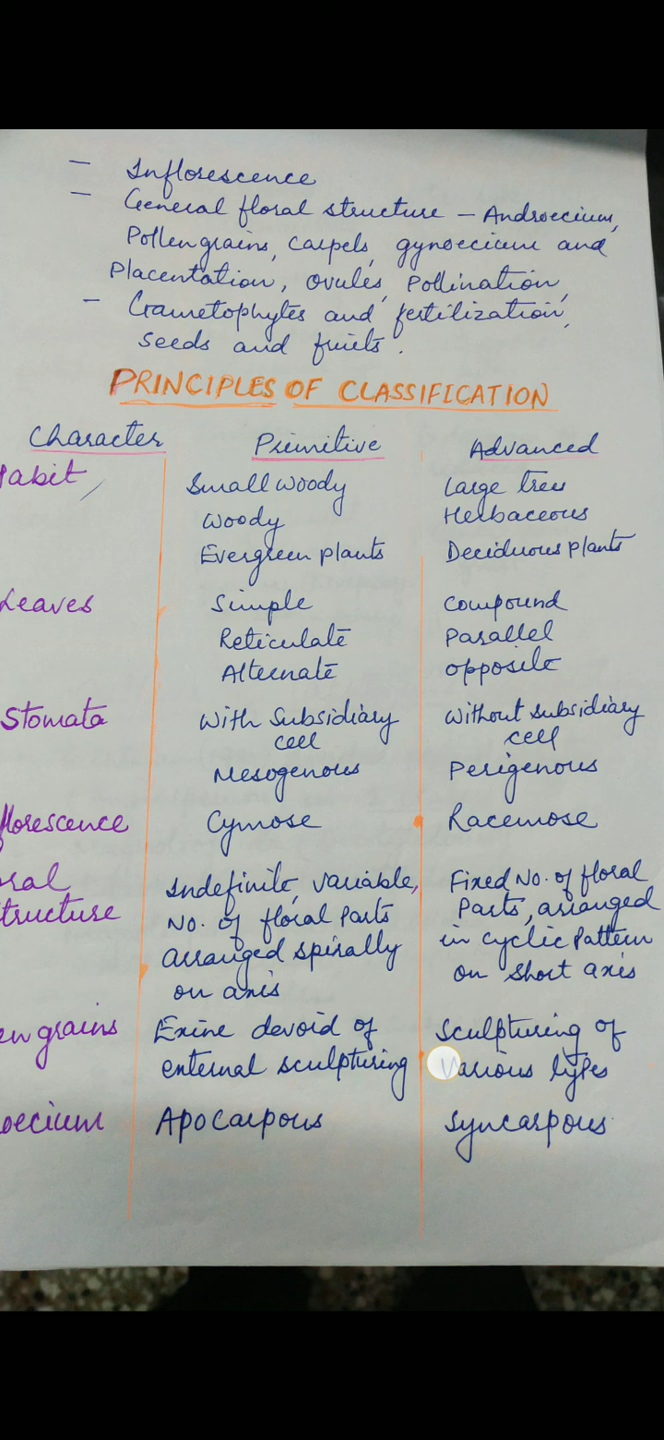 - Inflorescence
- General floral structure - Androecium,
Pollen grains, carpels, gynoecium and
Placentation, ovules, Pollination,
- Gametophytes and fertilization,
seeds and fruits.
PRINCIPLES OF CLASSIFICATION
Character Primitive Advanced
abit Small woody Large tree
Woody Herbaceous
Evergreen plants Deciduous plants
Leaves Simple Compound
Reticulate Parallel
Alternate opposite
Stomata With Subsidiary Without subsidiary
cell cell
Mesogenous Perigenous
florescence Cymose Racemose
oral Indefinite, variable, Fixed No. of floral
tructure No. of floral Parts Parts, arranged
arranged spirally in cyclic Pattern
on axis on short axis
en grains Exine devoid of Sculpturing of
external sculpturing Various types
oecium Apocarpous Syncarpous